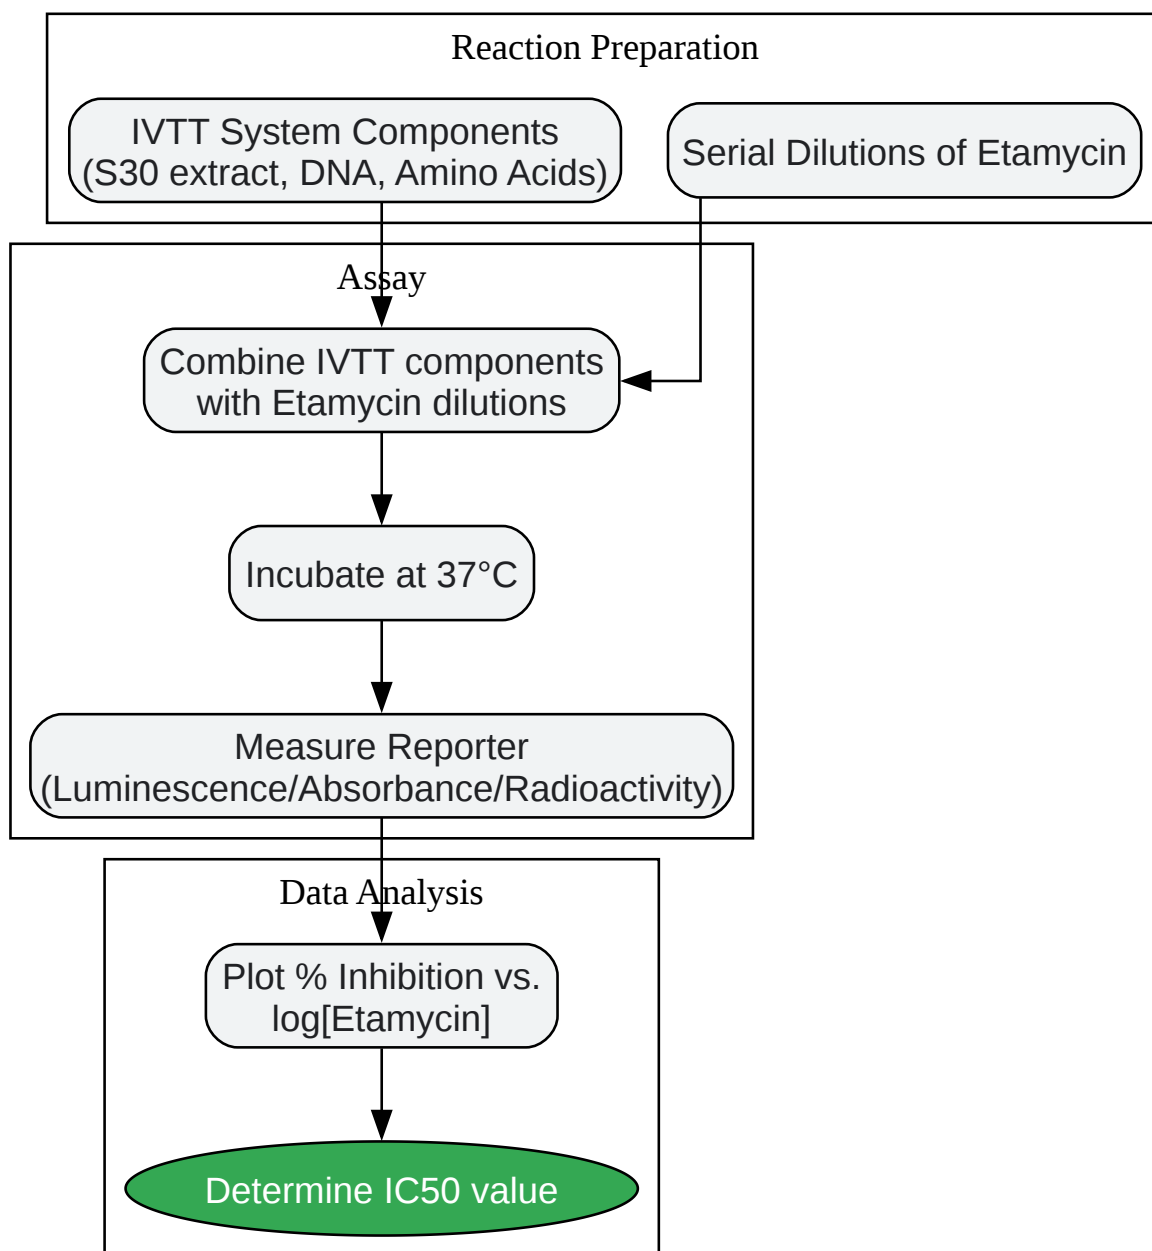 Reaction Preparation
IVTT System Components
(S30 extract, DNA, Amino Acids)
Serial Dilutions of Etamycin
Assay
Combine IVTT components
with Etamycin dilutions
Incubate at 37°C
Measure Reporter
(Luminescence/Absorbance/Radioactivity)
Data Analysis
Plot % Inhibition vs.
log[Etamycin]
Determine IC50 value